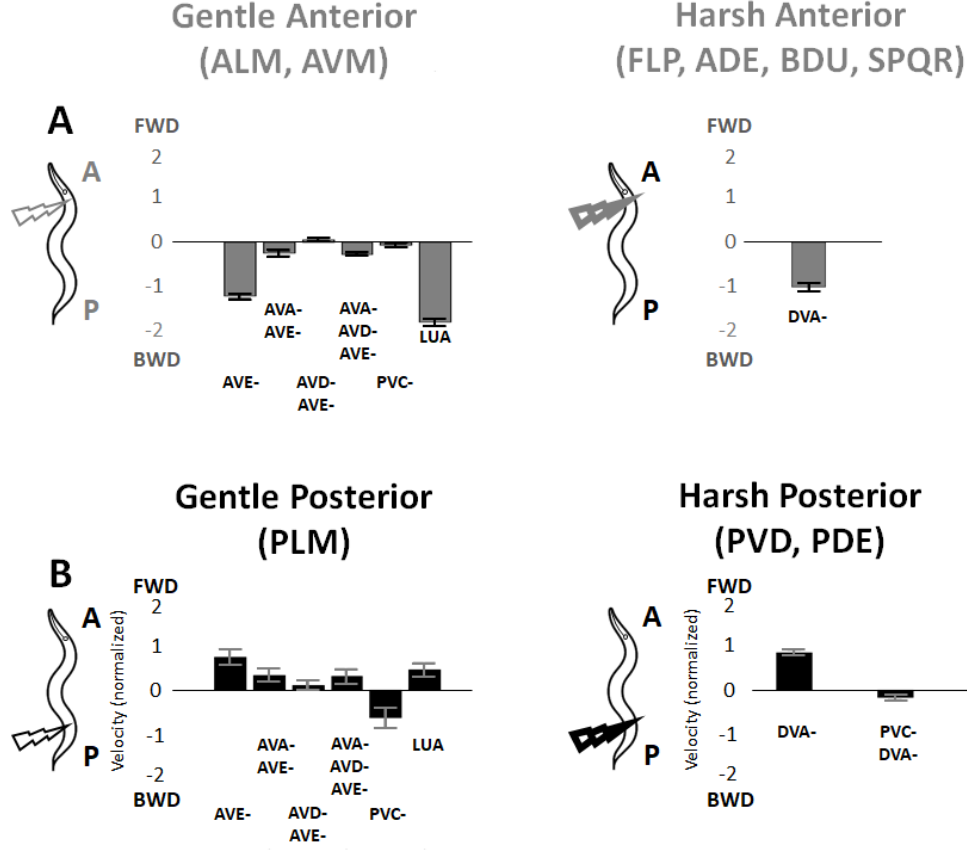 Gentle Anterior
(ALM, AVM)
Harsh Anterior
(FLP, ADE, BDU, SPQR)
A
FWD
2
1
0
-1
-2
BWD
A
P
AVE-
AVA-
AVE-
AVD-
AVE-
AVA-
AVD-
AVE-
PVC-
LUA
FWD
2
1
0
-1
-2
BWD
A
P
DVA-
Gentle Posterior
(PLM)
Harsh Posterior
(PVD, PDE)
B
FWD
2
1
0
-1
-2
BWD
Velocity (normalized)
A
P
AVE-
AVA-
AVE-
AVD-
AVE-
AVA-
AVD-
AVE-
PVC-
LUA
FWD
2
1
0
-1
-2
BWD
Velocity (normalized)
A
P
DVA-
PVC-
DVA-